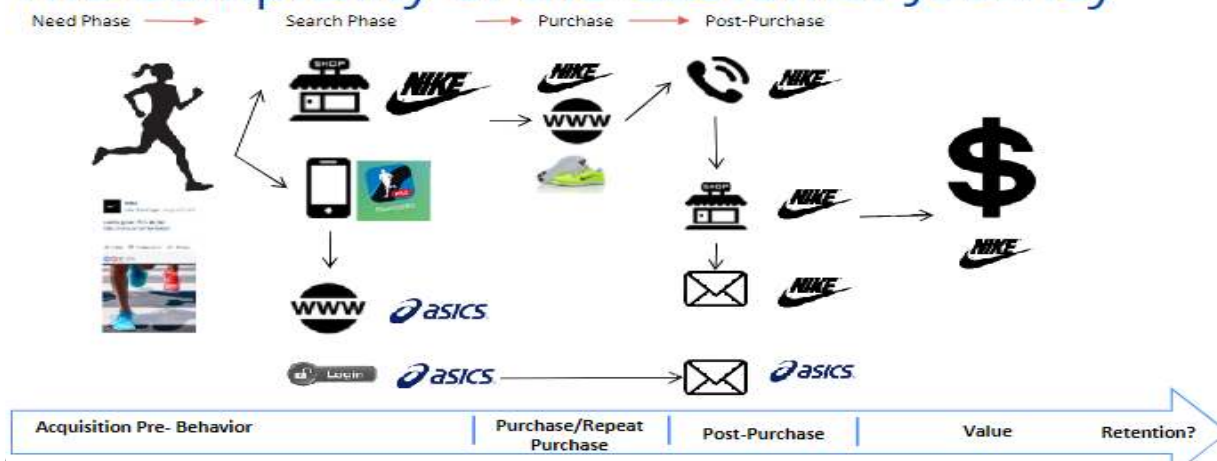 Need Phase
Search Phase
Purchase
Post-Purchase
SHOP
NIKE
NIKE
www
NIKE
SHOP
NIKE
NIKE
www
asics
NIKE
Login
asics
asics
Acquisition Pre- Behavior
Purchase/Repeat
Purchase
Post-Purchase
Value
Retention?